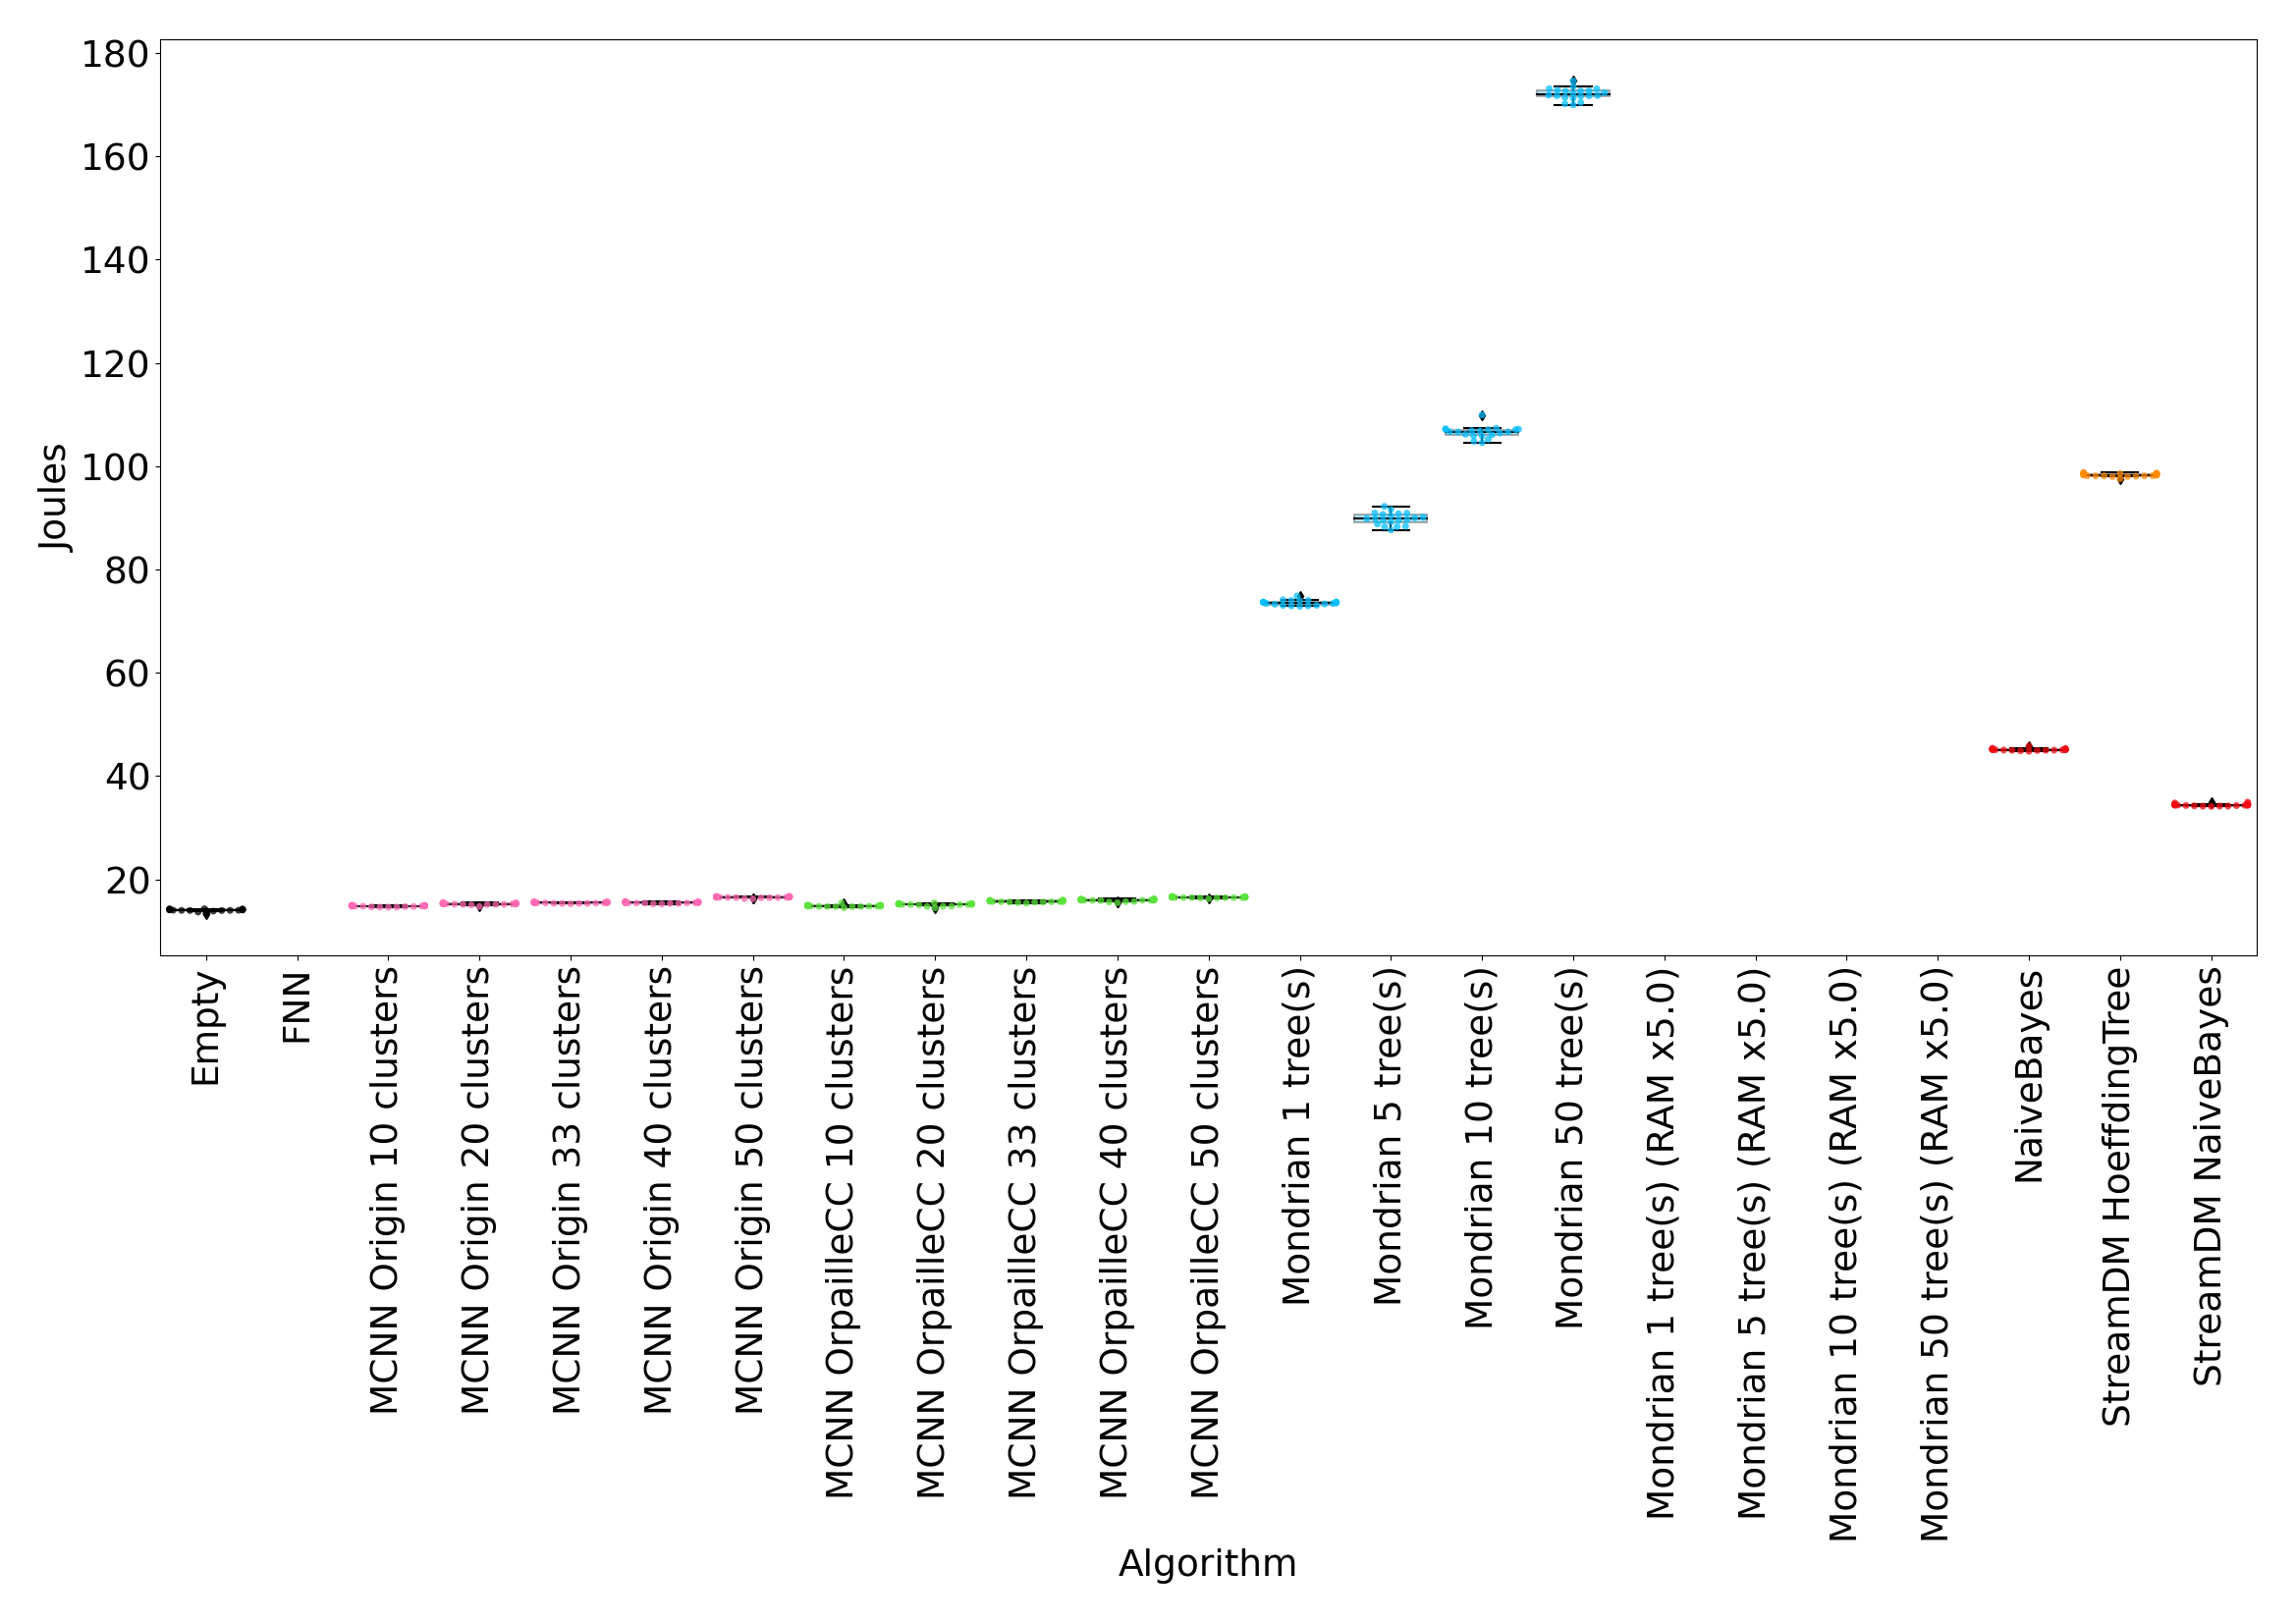 180
160
140
120
100
80
60
40
20
Joules
Empty
FNN
MCNN Origin 10 clusters
MCNN Origin 20 clusters
MCNN Origin 33 clusters
MCNN Origin 40 clusters
MCNN Origin 50 clusters
MCNN OrpailleCC 10 clusters
MCNN OrpailleCC 20 clusters
MCNN OrpailleCC 33 clusters
MCNN OrpailleCC 40 clusters
MCNN OrpailleCC 50 clusters
Mondrian 1 tree(s)
Mondrian 5 tree(s)
Mondrian 10 tree(s)
Mondrian 50 tree(s)
Mondrian 1 tree(s) (RAM x5.0)
Mondrian 5 tree(s) (RAM x5.0)
Mondrian 10 tree(s) (RAM x5.0)
Mondrian 50 tree(s) (RAM x5.0)
NaiveBayes
StreamDM HoeffdingTree
StreamDM NaiveBayes
Algorithm